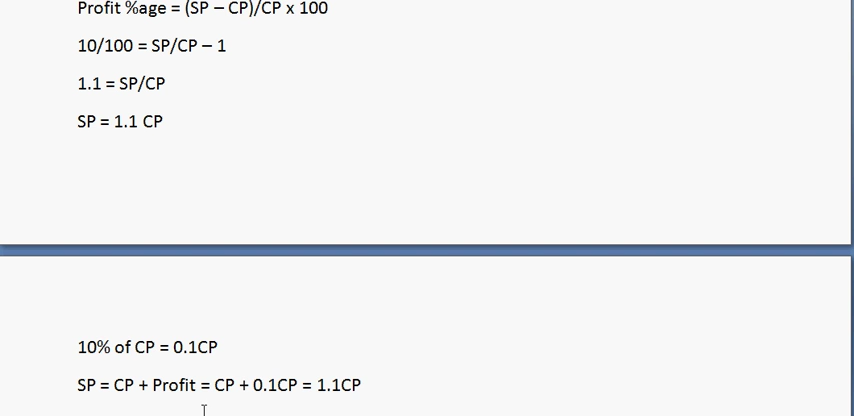 Profit %age = (SP – CP)/CP x 100
10/100 = SP/CP – 1
1.1 = SP/CP
SP = 1.1 CP
10% of CP = 0.1CP
SP = CP + Profit = CP + 0.1CP = 1.1CP